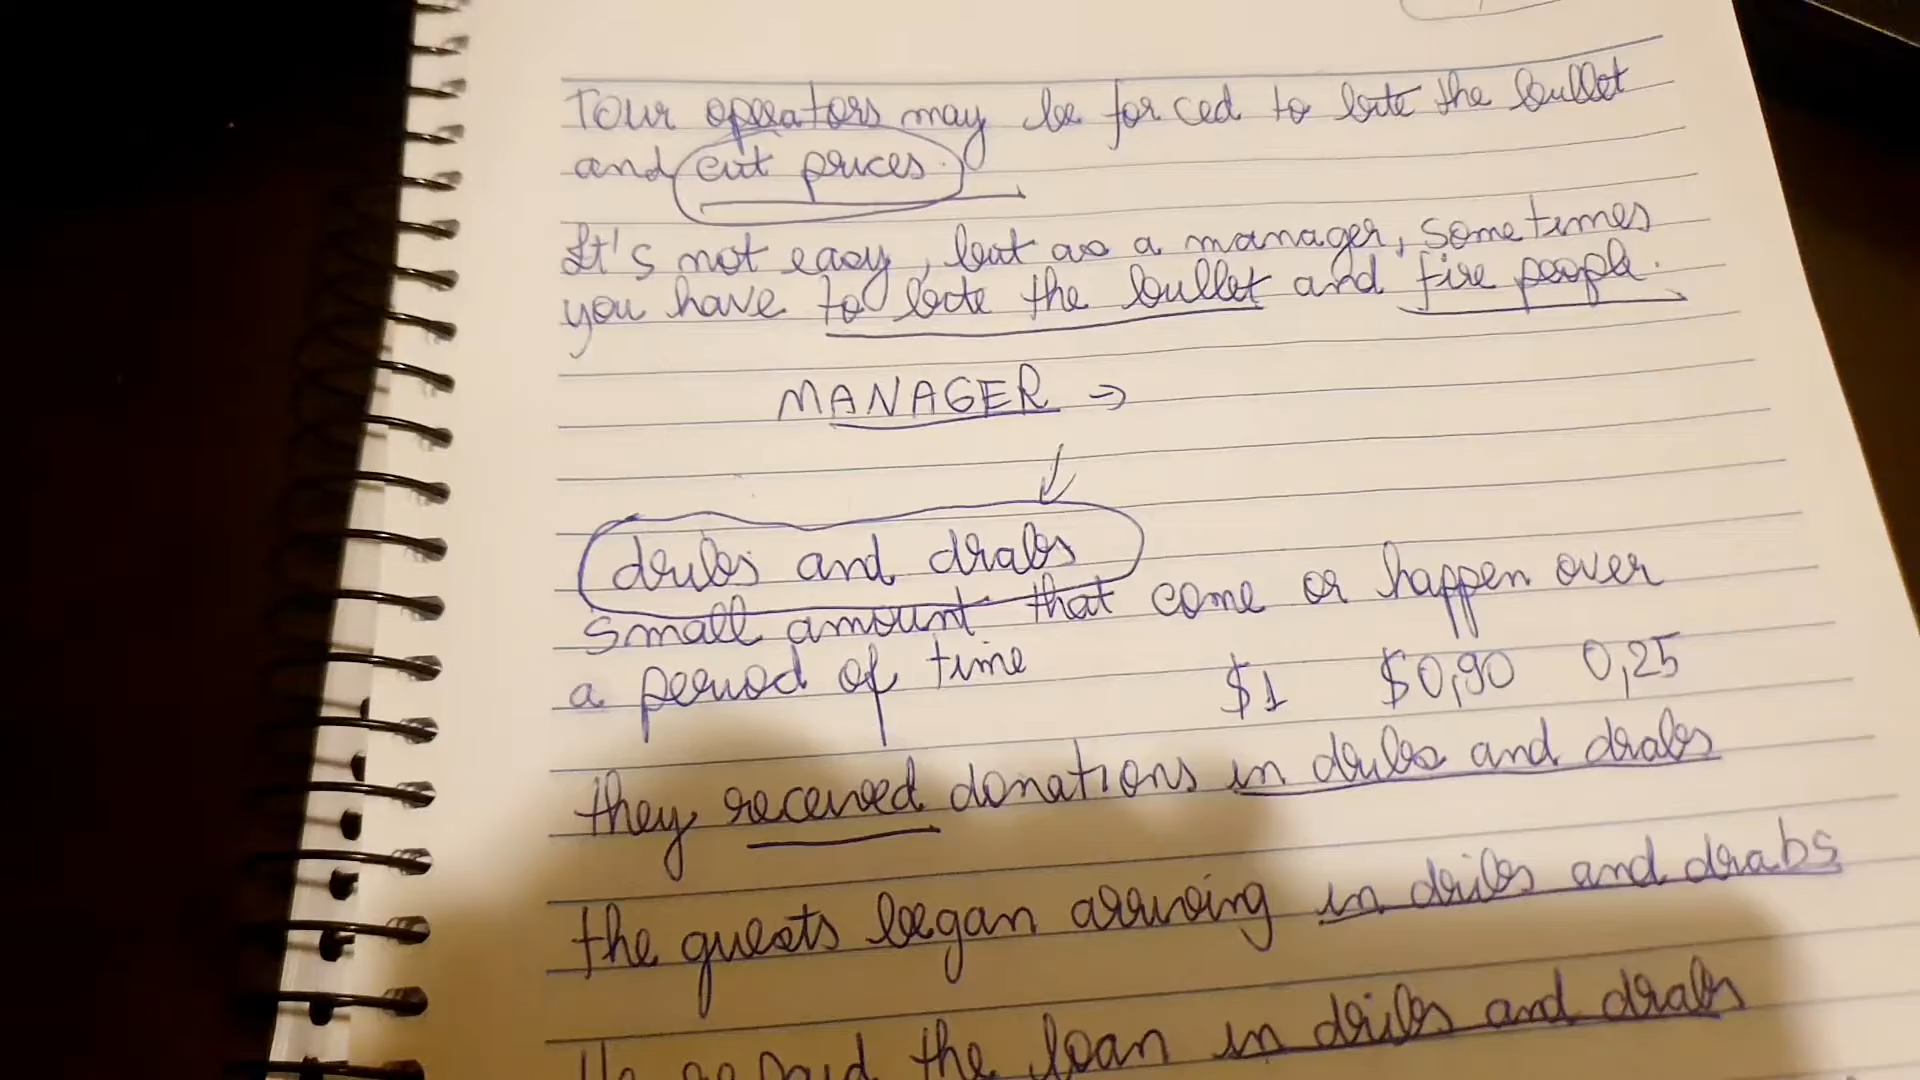 Tour operators may be forced to bite the bullet
and cut prices.
It's not easy, but as a manager, sometimes
you have to bite the bullet and fire people.
MANAGER →
dribs and drabs
small amount that come or happen over
a period of time
$1 $0,90 0,25
they received donations in dribs and drabs
the guests began arriving in dribs and drabs
He repaid the loan in dribs and drabs